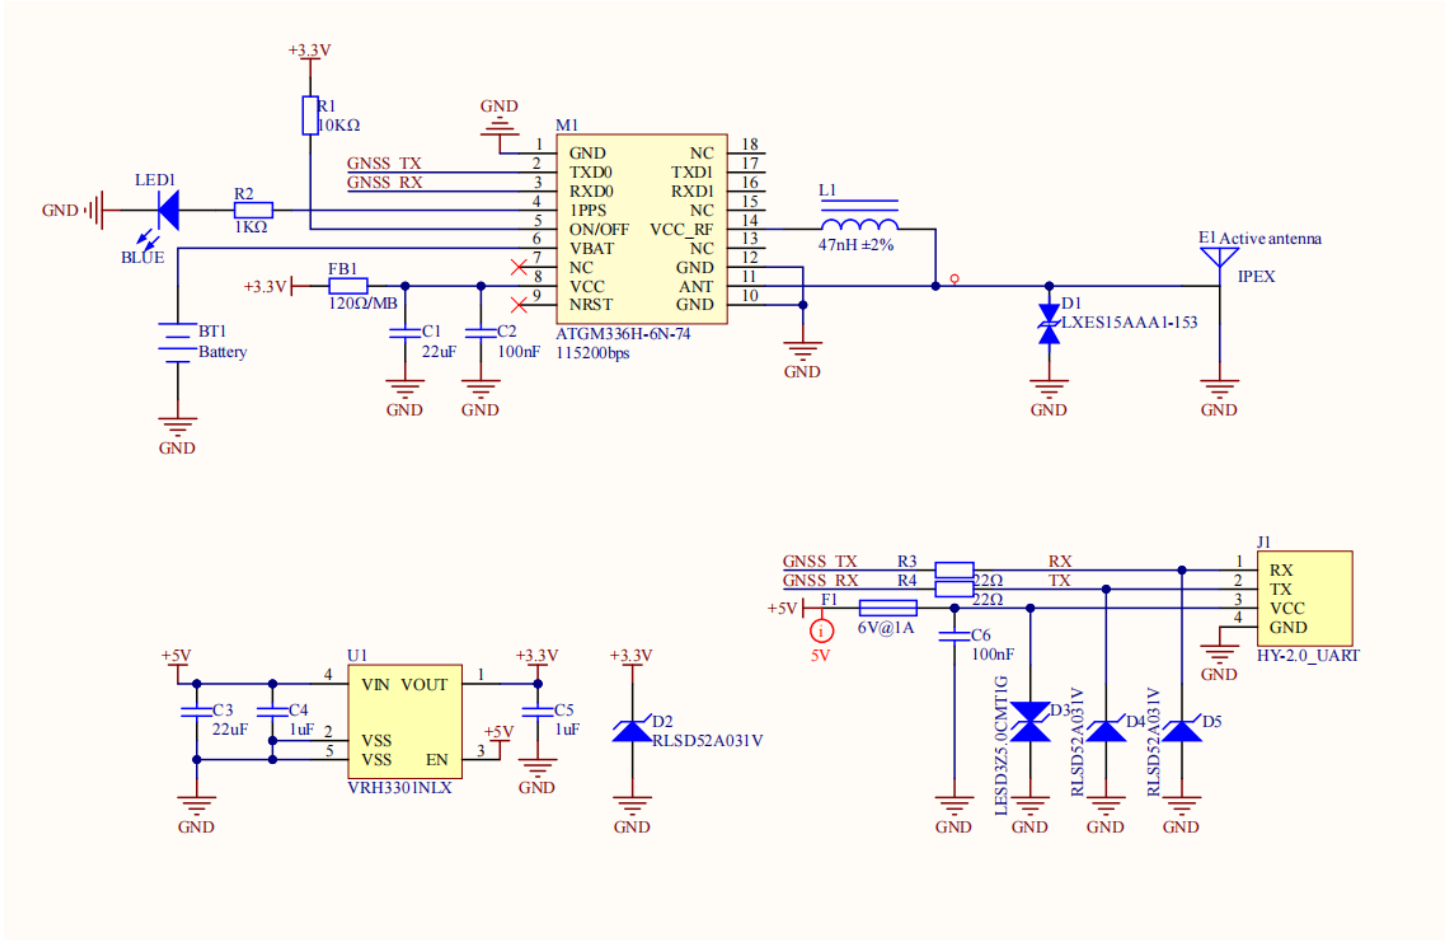 +3.3V
R1
10KΩ
GND
M1
1
GND
NC
18
GNSS_TX
2
TXD0
TXD1
17
GNSS_RX
3
RXD0
RXD1
16
LED1
R2
GND
1KΩ
4
1PPS
NC
15
L1
5
ON/OFF
VCC_RF
14
47nH ±2%
E1 Active antenna
BLUE
6
VBAT
NC
13
7
NC
GND
12
IPEX
+3.3V
FB1
120Ω/MB
8
VCC
ANT
11
9
NRST
GND
10
D1
LXES15AAA1-153
BT1
Battery
C1
22uF
C2
100nF
ATGM336H-6N-74
115200bps
GND
GND
GND
GND
GND
GND
J1
GNSS_TX
R3
22Ω
RX
1
RX
GNSS_RX
R4
22Ω
TX
2
TX
+5V
F1
6V@1A
3
VCC
4
GND
i
5V
C6
100nF
GND
HY-2.0_UART
+5V
U1
+3.3V
+3.3V
4
VIN
VOUT
1
C3
22uF
C4
1uF
C5
1uF
2
VSS
+5V
5
VSS
EN
3
VRH3301NLX
GND
GND
D2
RLSD52A031V
GND
LESD3Z5.0CMT1G
D3
RLSD52A031V
D4
RLSD52A031V
D5
GND
GND
GND
GND